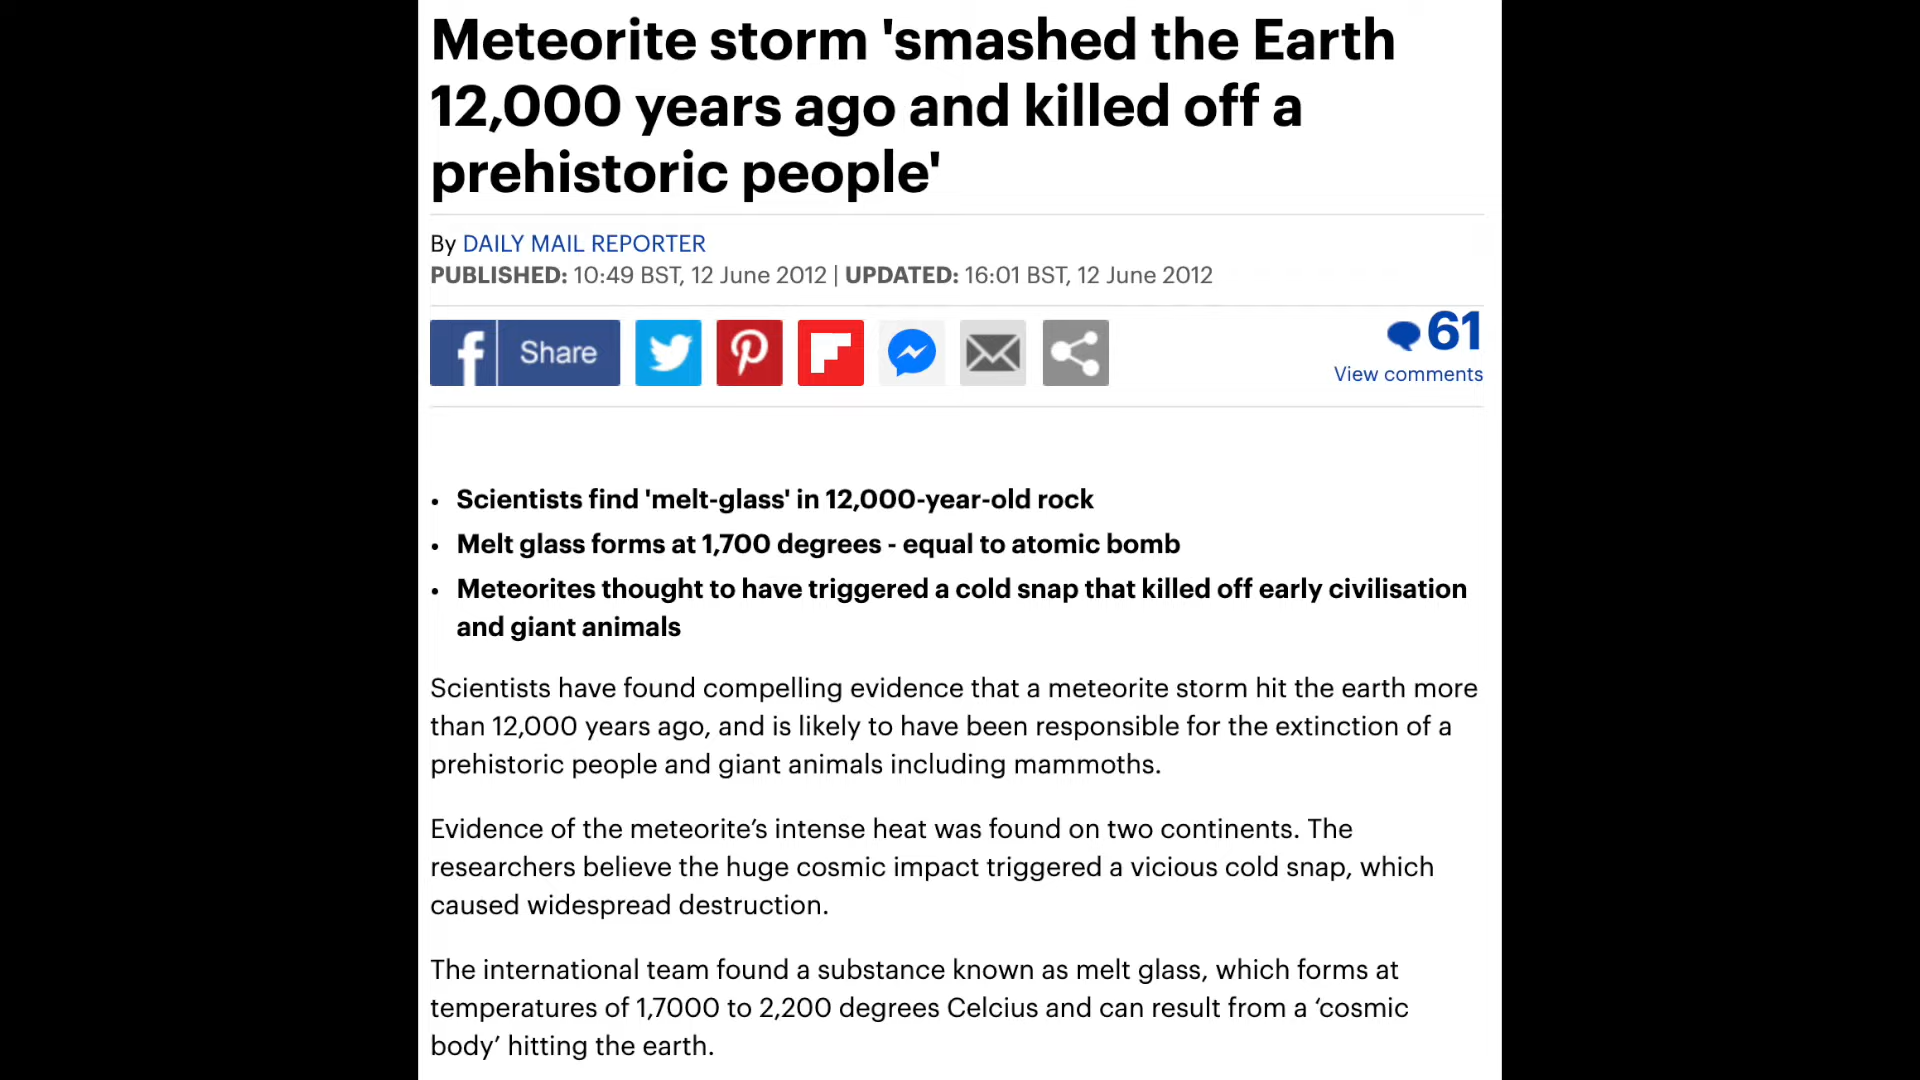 Meteorite storm 'smashed the Earth
12,000 years ago and killed off a
prehistoric people'
By DAILY MAIL REPORTER
PUBLISHED: 10:49 BST, 12 June 2012 | UPDATED: 16:01 BST, 12 June 2012
f Share
61
View comments
• Scientists find 'melt-glass' in 12,000-year-old rock
• Melt glass forms at 1,700 degrees - equal to atomic bomb
• Meteorites thought to have triggered a cold snap that killed off early civilisation
and giant animals
Scientists have found compelling evidence that a meteorite storm hit the earth more
than 12,000 years ago, and is likely to have been responsible for the extinction of a
prehistoric people and giant animals including mammoths.
Evidence of the meteorite’s intense heat was found on two continents. The
researchers believe the huge cosmic impact triggered a vicious cold snap, which
caused widespread destruction.
The international team found a substance known as melt glass, which forms at
temperatures of 1,7000 to 2,200 degrees Celcius and can result from a ‘cosmic
body’ hitting the earth.